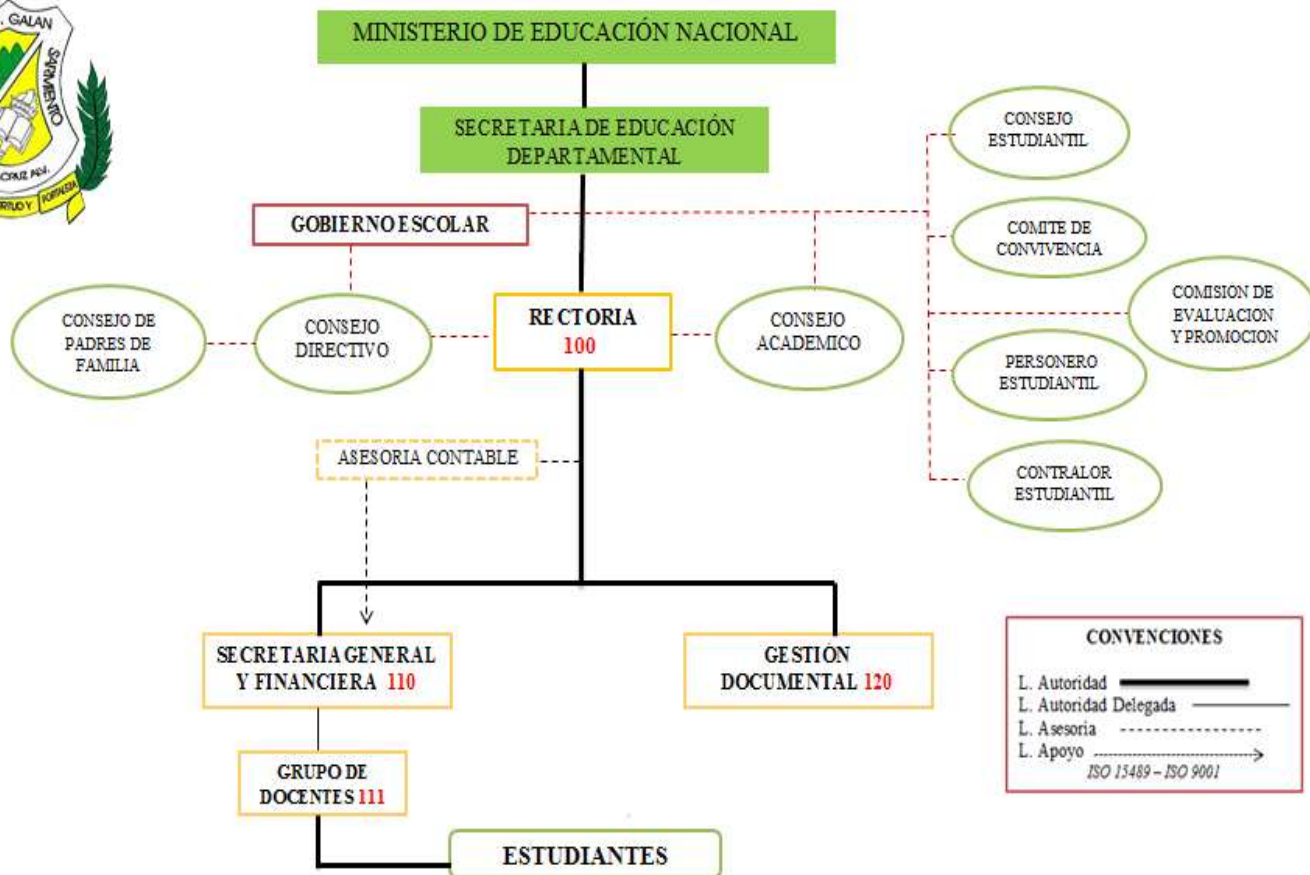 . GALAN
SARMIENTO
MINISTERIO DE EDUCACIÓN NACIONAL
SECRETARIA DE EDUCACIÓN
DEPARTAMENTAL
GOBIERNO ESCOLAR
CONSEJO
ESTUDIANTIL
COMITE DE
CONVIVENCIA
COMISION DE
EVALUACION
Y PROMOCION
PERSONERO
ESTUDIANTIL
CONTRALOR
ESTUDIANTIL
CONSEJO DE
PADRES DE
FAMILIA
CONSEJO
DIRECTIVO
RECTORIA
100
CONSEJO
ACADEMICO
ASESORIA CONTABLE
SECRETARIA GENERAL
Y FINANCIERA 110
GESTIÓN
DOCUMENTAL 120
GRUPO DE
DOCENTES 111
ESTUDIANTES
CONVENCIONES
L. Autoridad
L. Autoridad Delegada
L. Asesoria
L. Apoyo
ISO 15489 – ISO 9001